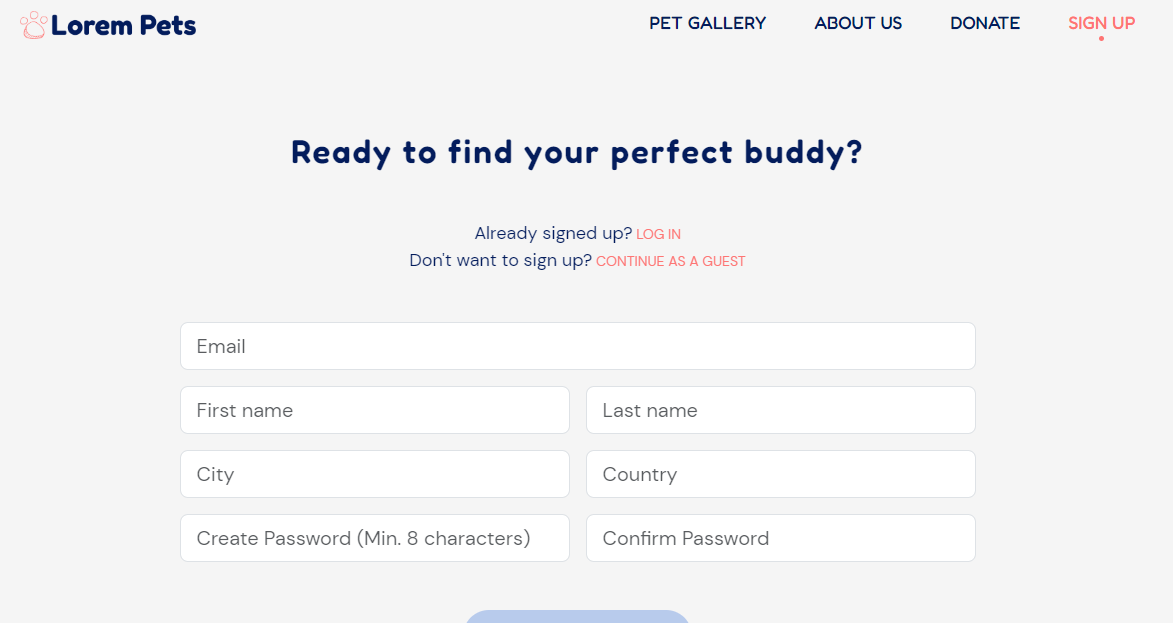 Lorem Pets
PET GALLERY ABOUT US DONATE SIGN UP
Ready to find your perfect buddy?
Already signed up? LOG IN
Don't want to sign up? CONTINUE AS A GUEST
Email
First name Last name
City Country
Create Password (Min. 8 characters) Confirm Password